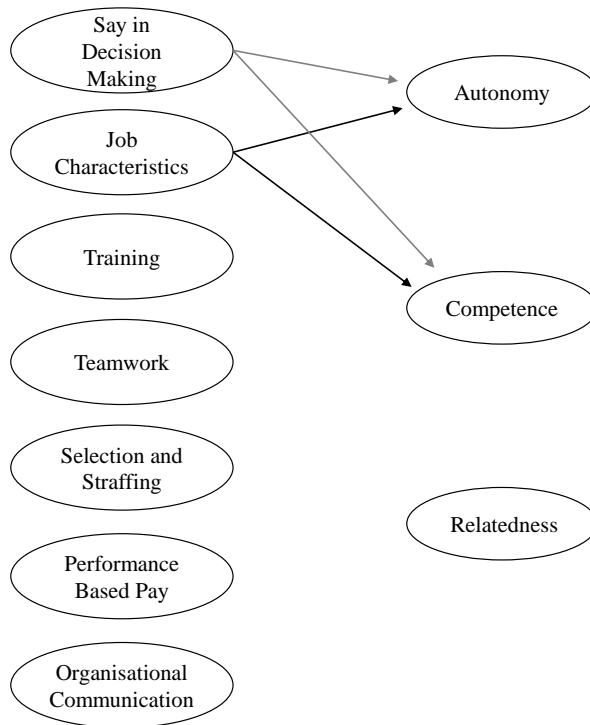 Say in
Decision
Making
Autonomy
Job
Characteristics
Training
Competence
Teamwork
Selection and
Straffing
Relatedness
Performance
Based Pay
Organisational
Communication